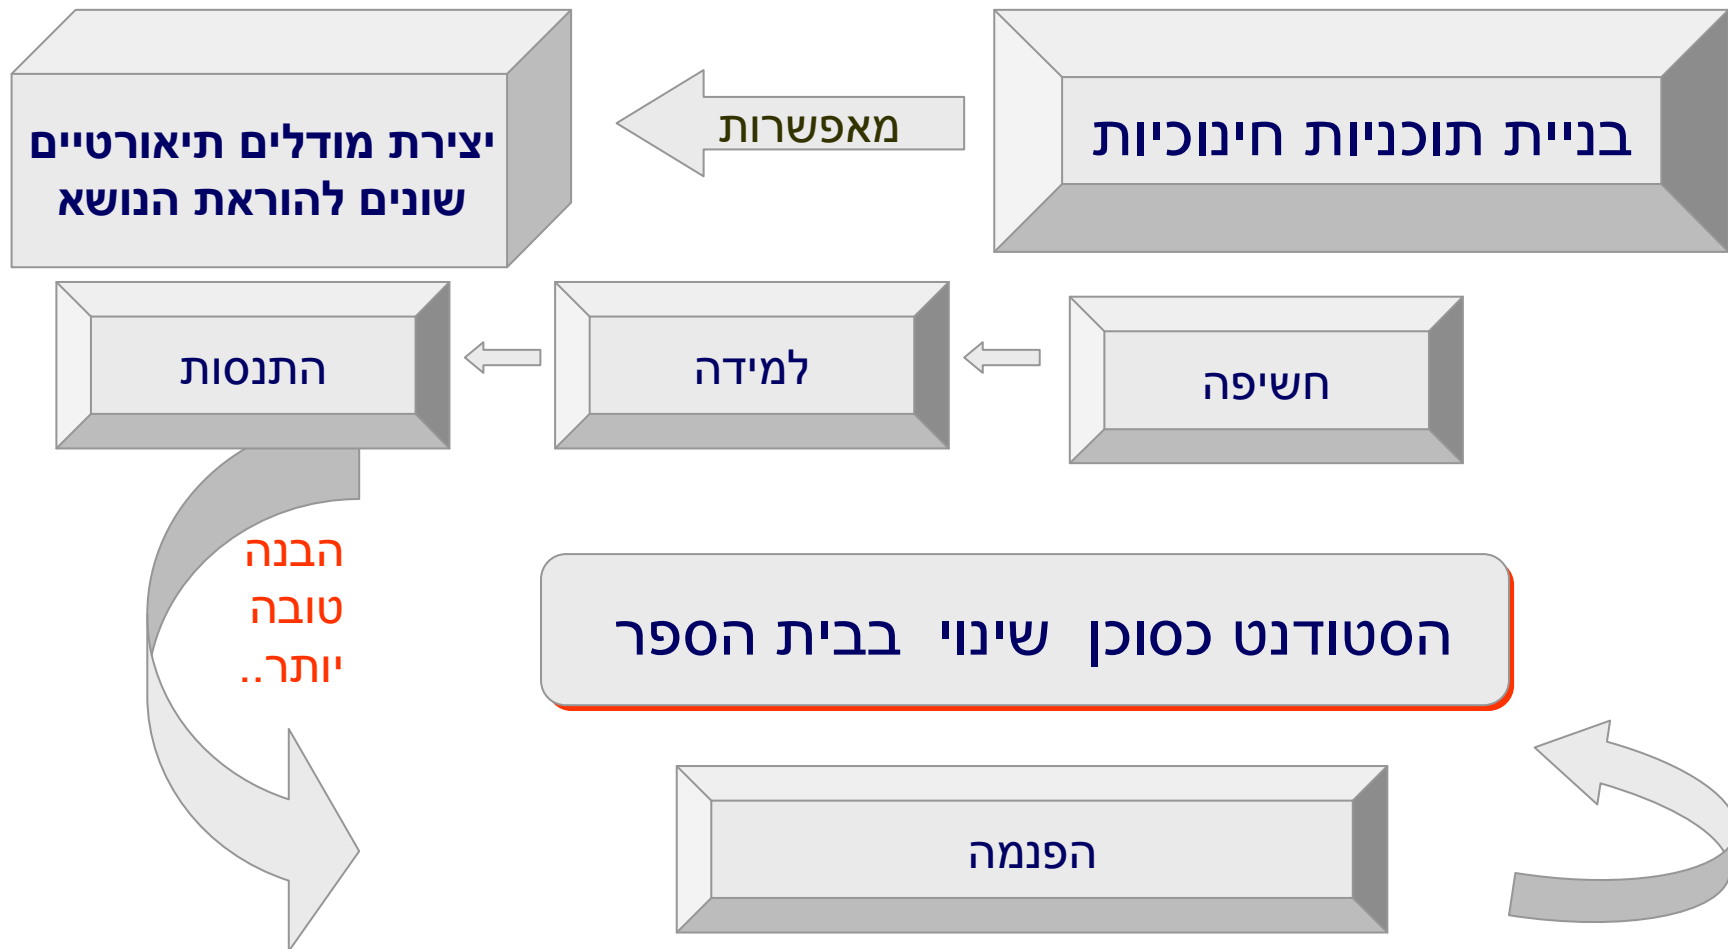 בניית תוכניות חינוכיות
מאפשרות
יצירת מודלים תיאורטיים
שונים להוראת הנושא
חשיפה
למידה
התנסות
הבנה
טובה
יותר..
הסטודנט כסוכן שינוי בבית הספר
הפנמה